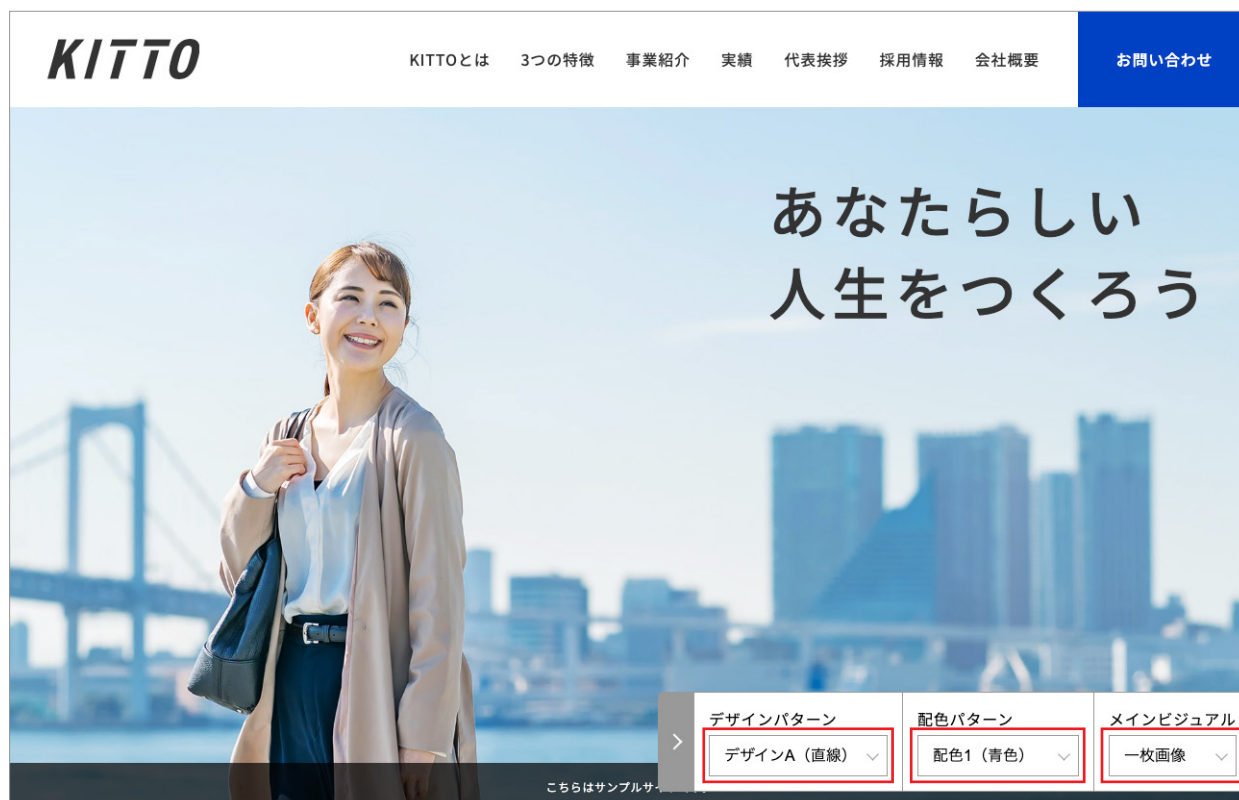 KITTO
KITTOとは 3つの特徴 事業紹介 実績 代表挨拶 採用情報 会社概要 お問い合わせ
あなたらしい
人生をつくろう
デザインパターン 配色パターン メインビジュアル
デザインA（直線） 配色1（青色） 一枚画像
こちらはサンプルサ